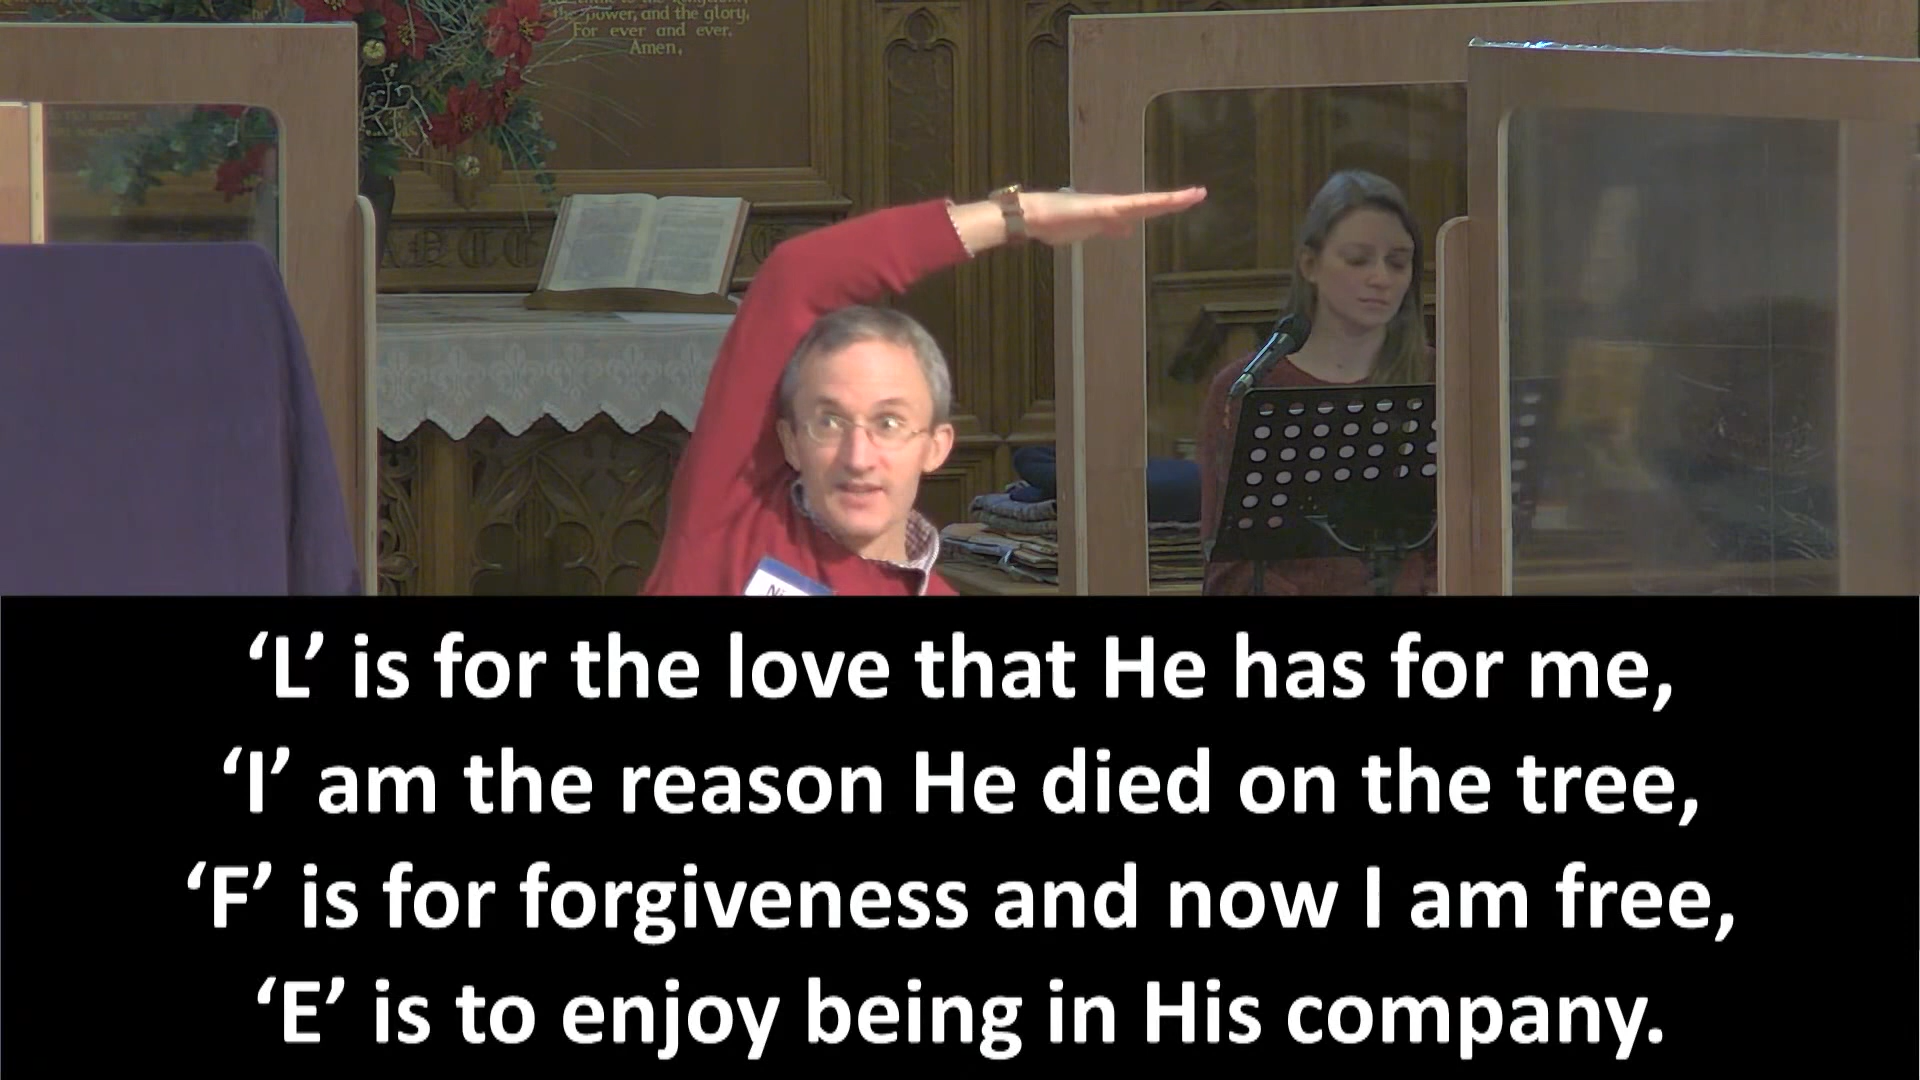 the power, and the glory,
For ever and ever.
Amen.
‘L’ is for the love that He has for me,
‘I’ am the reason He died on the tree,
‘F’ is for forgiveness and now I am free,
‘E’ is to enjoy being in His company.